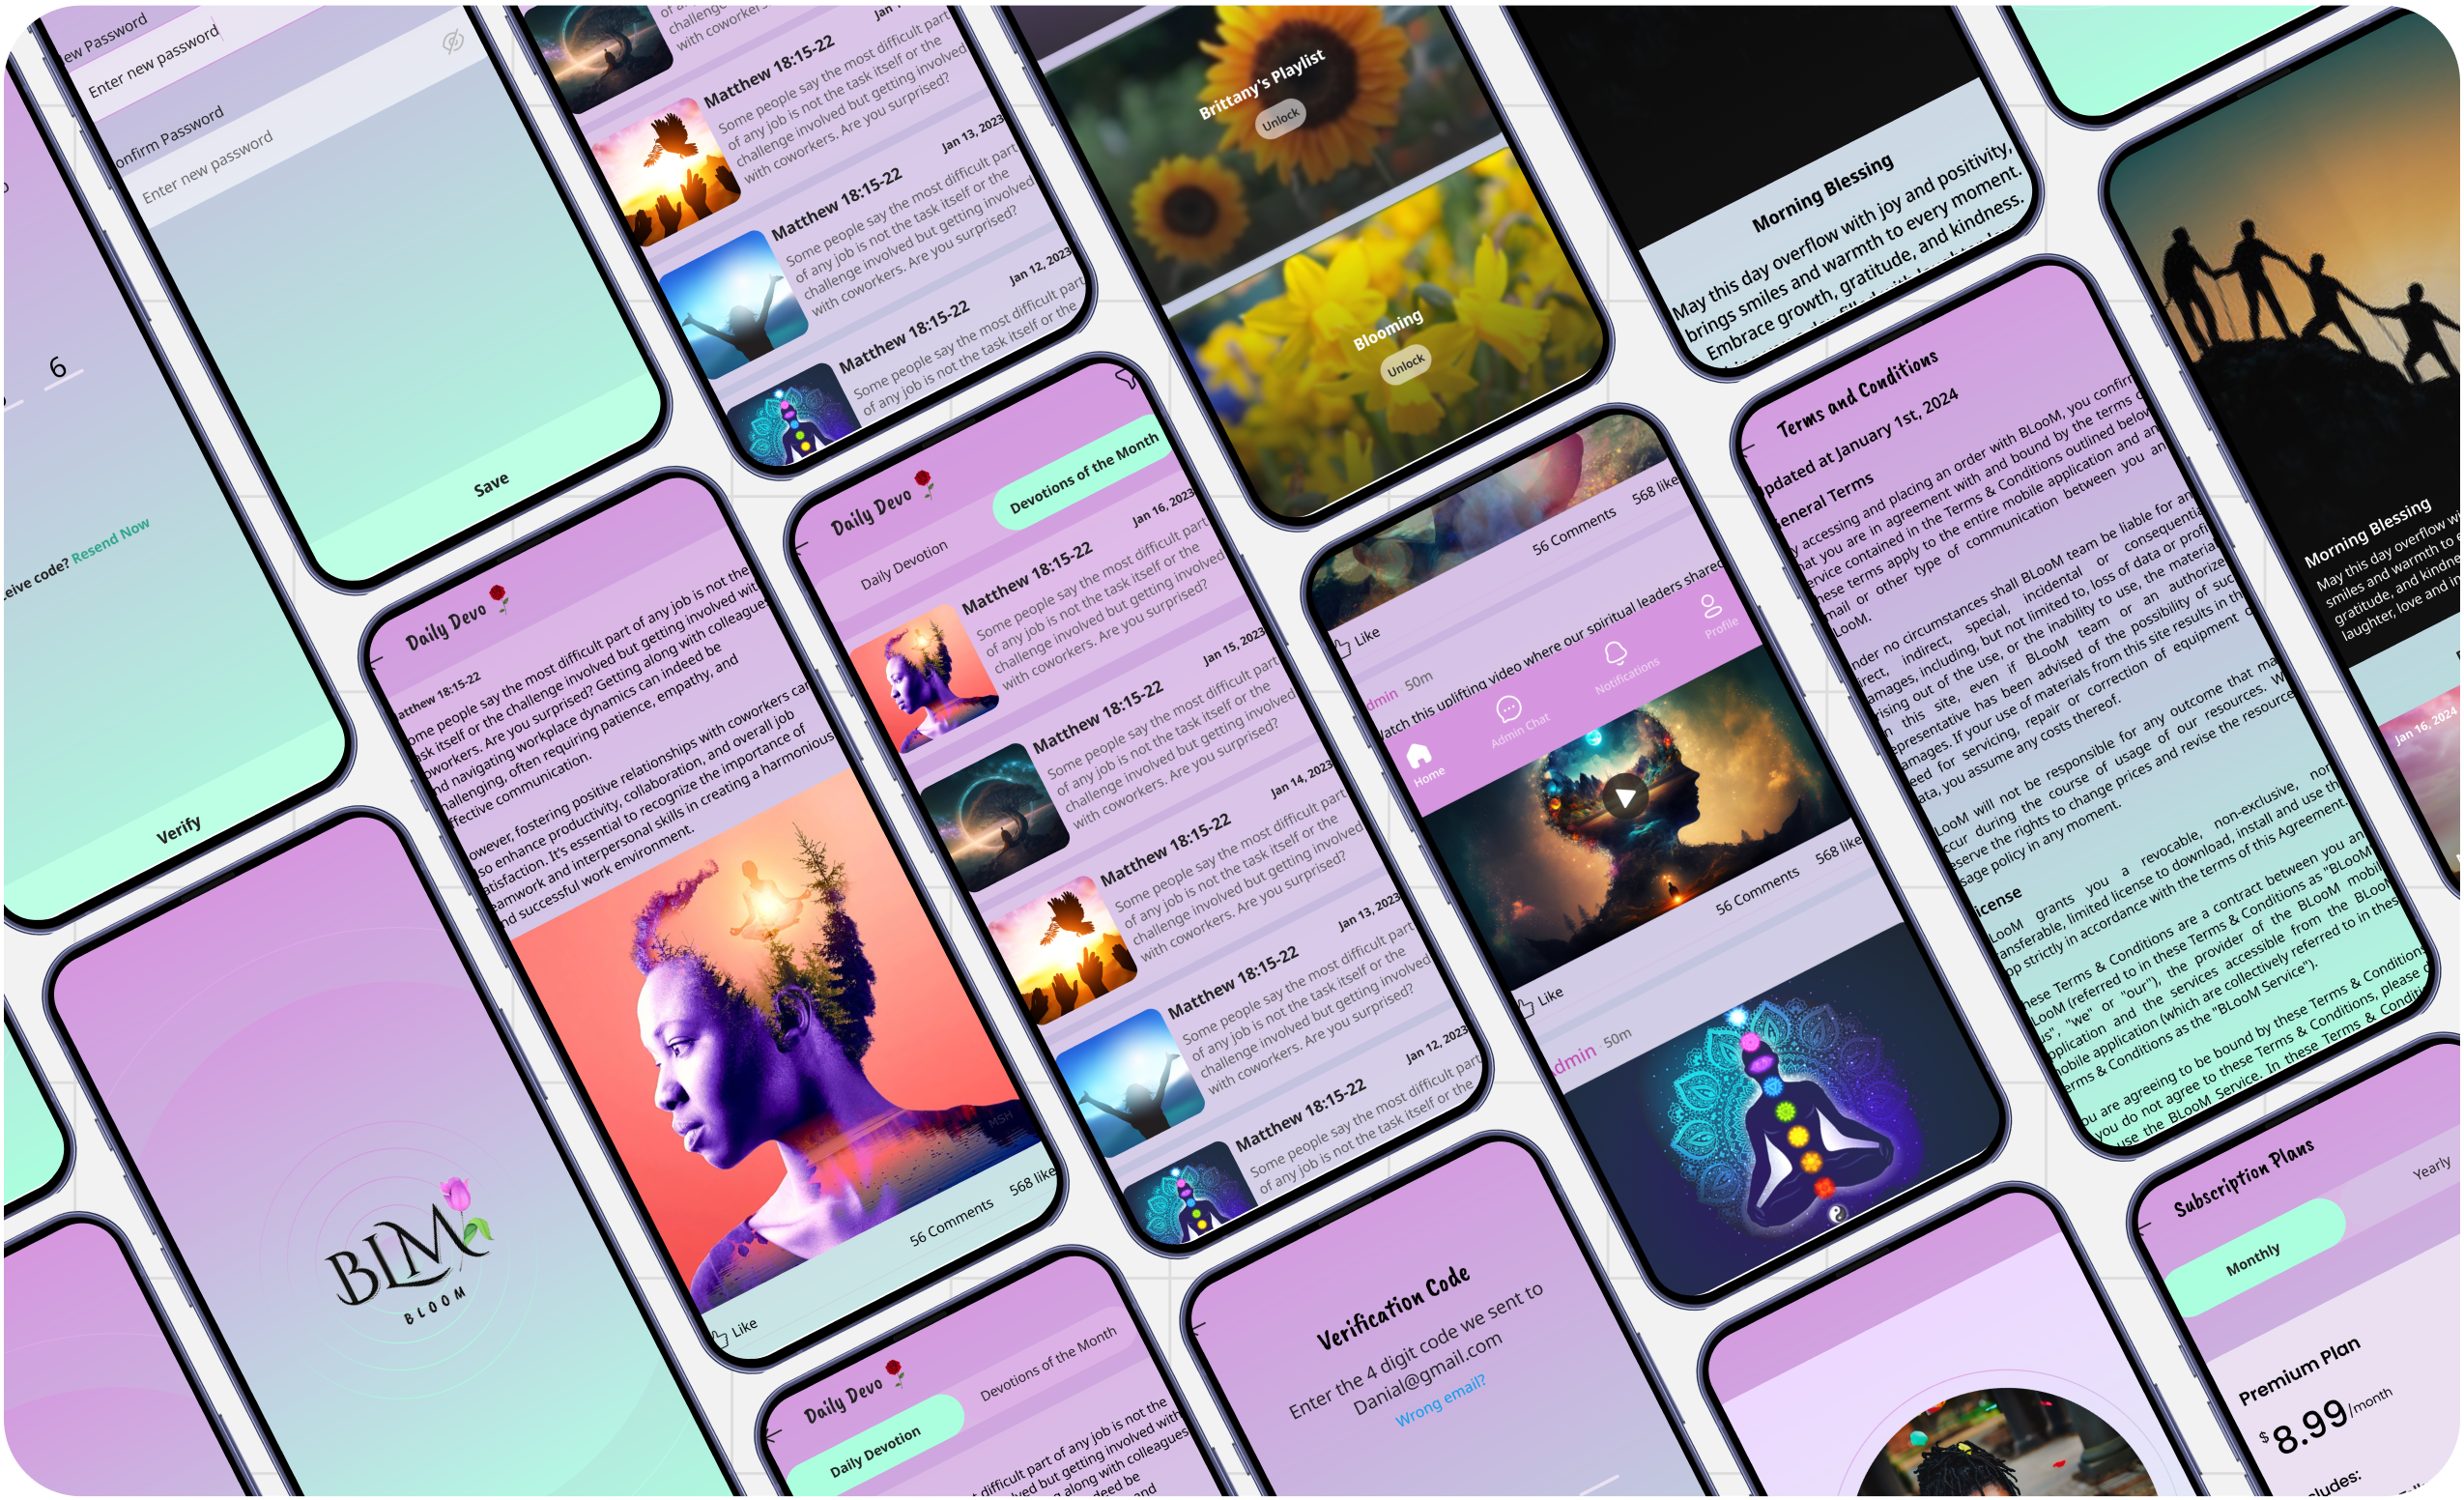 New Password
Enter new password
onfirm Password
Enter new password
Save
6
eive code? Resend Now
Verify
challenge
with coworkers.
Matthew 18:15-22
Some people say the most difficult part
of any job is not the task itself or the
challenge involved but getting involved
with coworkers. Are you surprised?
Jan 13, 2023
Matthew 18:15-22
Some people say the most difficult part
of any job is not the task itself or the
challenge involved but getting involved
with coworkers. Are you surprised?
Jan 12, 2023
Matthew 18:15-22
Some people say the most difficult part
of any job is not the task itself or the
Brittany's Playlist
Unlock
Blooming
Unlock
Morning Blessing
May this day overflow with joy and positivity,
brings smiles and warmth to every moment.
Embrace growth, gratitude, and kindness.
Daily Devo
atthew 18:15-22
ome people say the most difficult part of any job is not the
ask itself or the challenge involved but getting involved with
oworkers. Are you surprised? Getting along with colleagues
nd navigating workplace dynamics can indeed be
hallenging, often requiring patience, empathy, and
ffective communication.
owever, fostering positive relationships with coworkers can
lso enhance productivity, collaboration, and overall job
atisfaction. It's essential to recognize the importance of
eamwork and interpersonal skills in creating a harmonious
nd successful work environment.
MSH
Like
56 Comments
568 like
Daily Devo
Daily Devotion
Devotions of the Month
Jan 16, 2023
Matthew 18:15-22
Some people say the most difficult part
of any job is not the task itself or the
challenge involved but getting involved
with coworkers. Are you surprised?
Jan 15, 2023
Matthew 18:15-22
Some people say the most difficult part
of any job is not the task itself or the
challenge involved but getting involved
with coworkers. Are you surprised?
Jan 14, 2023
Matthew 18:15-22
Some people say the most difficult part
of any job is not the task itself or the
challenge involved but getting involved
with coworkers. Are you surprised?
Jan 13, 2023
Matthew 18:15-22
Some people say the most difficult part
of any job is not the task itself or the
challenge involved but getting involved
with coworkers. Are you surprised?
Jan 12, 2023
Matthew 18:15-22
Some people say the most difficult part
of any job is not the task itself or the
56 Comments
568 like
Like
dmin · 50m
Watch this uplifting video where our spiritual leaders shared
Home
Admin Chat
Notifications
Profile
56 Comments
568 like
Like
dmin · 50m
Terms and Conditions
pdated at January 1st, 2024
eneral Terms
y accessing and placing an order with BLooM, you confirm
hat you are in agreement with and bound by the terms o
ervice contained in the Terms & Conditions outlined below
hese terms apply to the entire mobile application and an
mail or other type of communication between you an
LooM.
nder no circumstances shall BLooM team be liable for an
irect, indirect, special, incidental or consequentia
amages, including, but not limited to, loss of data or profit
rising out of the use, or the inability to use, the material
n this site, even if BLooM team or an authorize
epresentative has been advised of the possibility of suc
amages. If your use of materials from this site results in th
eed for servicing, repair or correction of equipment o
ata, you assume any costs thereof.
LooM will not be responsible for any outcome that ma
ccur during the course of usage of our resources. W
eserve the rights to change prices and revise the resource
sage policy in any moment.
icense
LooM grants you a revocable, non-exclusive, non
ansferable, limited license to download, install and use th
pp strictly in accordance with the terms of this Agreement.
hese Terms & Conditions are a contract between you an
LooM (referred to in these Terms & Conditions as "BLooM"
us", "we" or "our"), the provider of the BLooM mobil
pplication and the services accessible from the BLooM
obile application (which are collectively referred to in these
erms & Conditions as the "BLooM Service").
ou are agreeing to be bound by these Terms & Conditions
you do not agree to these Terms & Conditions, please d
use the BLooM Service. In these Terms & Conditi
Morning Blessing
May this day overflow wi
smiles and warmth to e
gratitude, and kindne
laughter, love and in
Jan 16, 2024
BLM
BLOOM
Daily Devo
Daily Devotion
Devotions of the Month
difficult part of any job is not the
ved but getting involved with
along with colleagues
deed be
and
Verification Code
Enter the 4 digit code we sent to
Danial@gmail.com
Wrong email?
Subscription Plans
Monthly
Yearly
Premium Plan
$8.99/month
cludes: